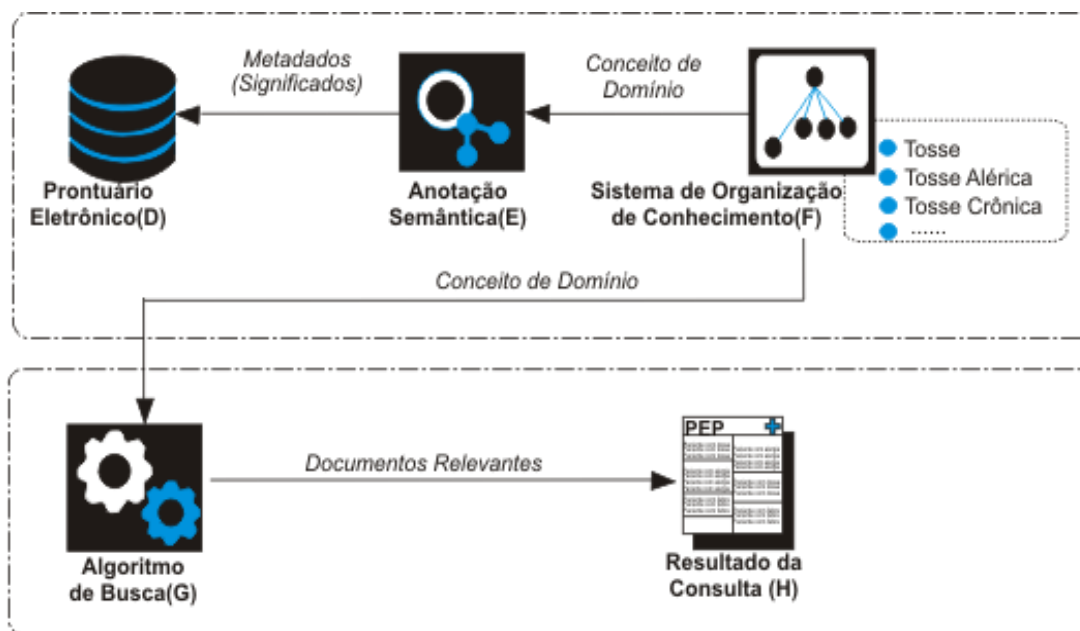 Metadados
(Significados)
Conceito de
Domínio
Prontuário
Eletrônico(D)
Anotação
Semântica(E)
Sistema de Organização
de Conhecimento(F)
Tosse
Tosse Alérica
Tosse Crônica
......
Conceito de Domínio
Algoritmo
de Busca(G)
Documentos Relevantes
PEP
Resultado da
Consulta (H)